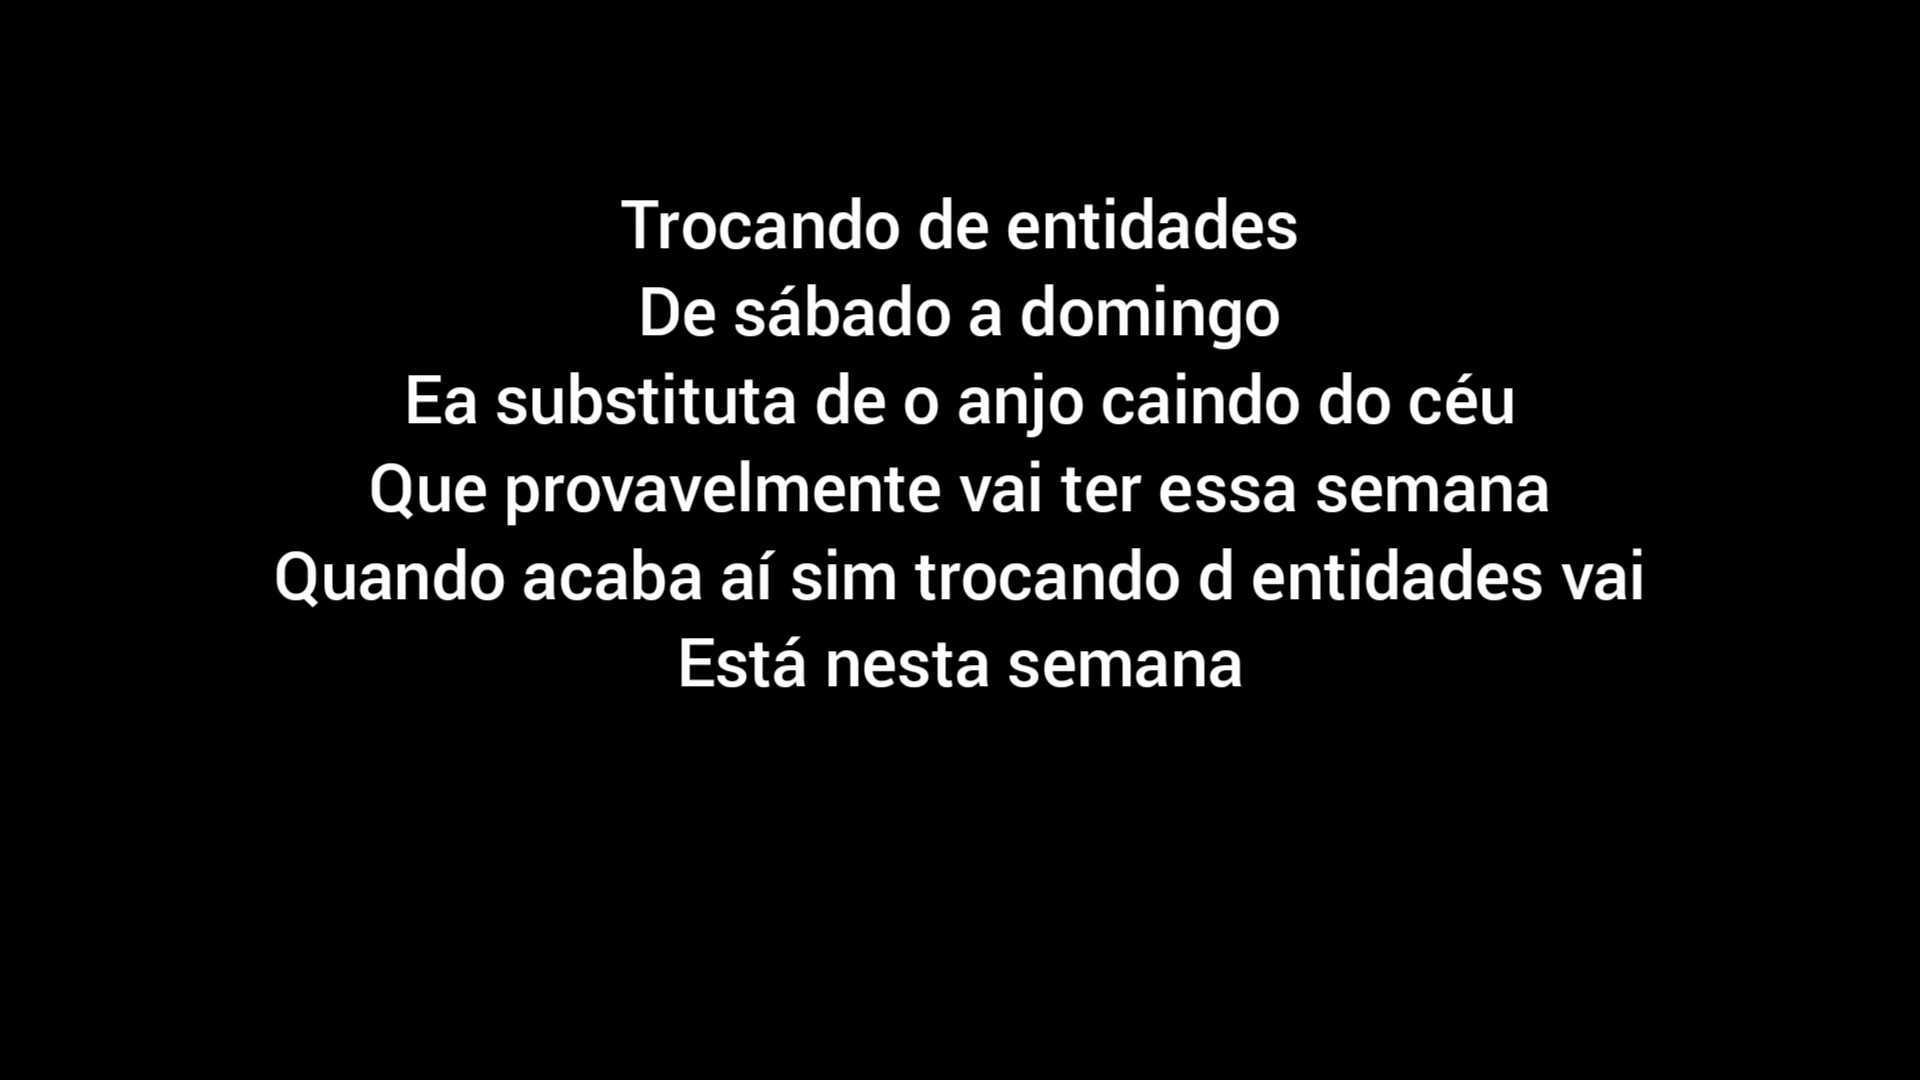 Trocando de entidades
De sábado a domingo
Ea substituta de o anjo caindo do céu
Que provavelmente vai ter essa semana
Quando acaba aí sim trocando d entidades vai
Está nesta semana